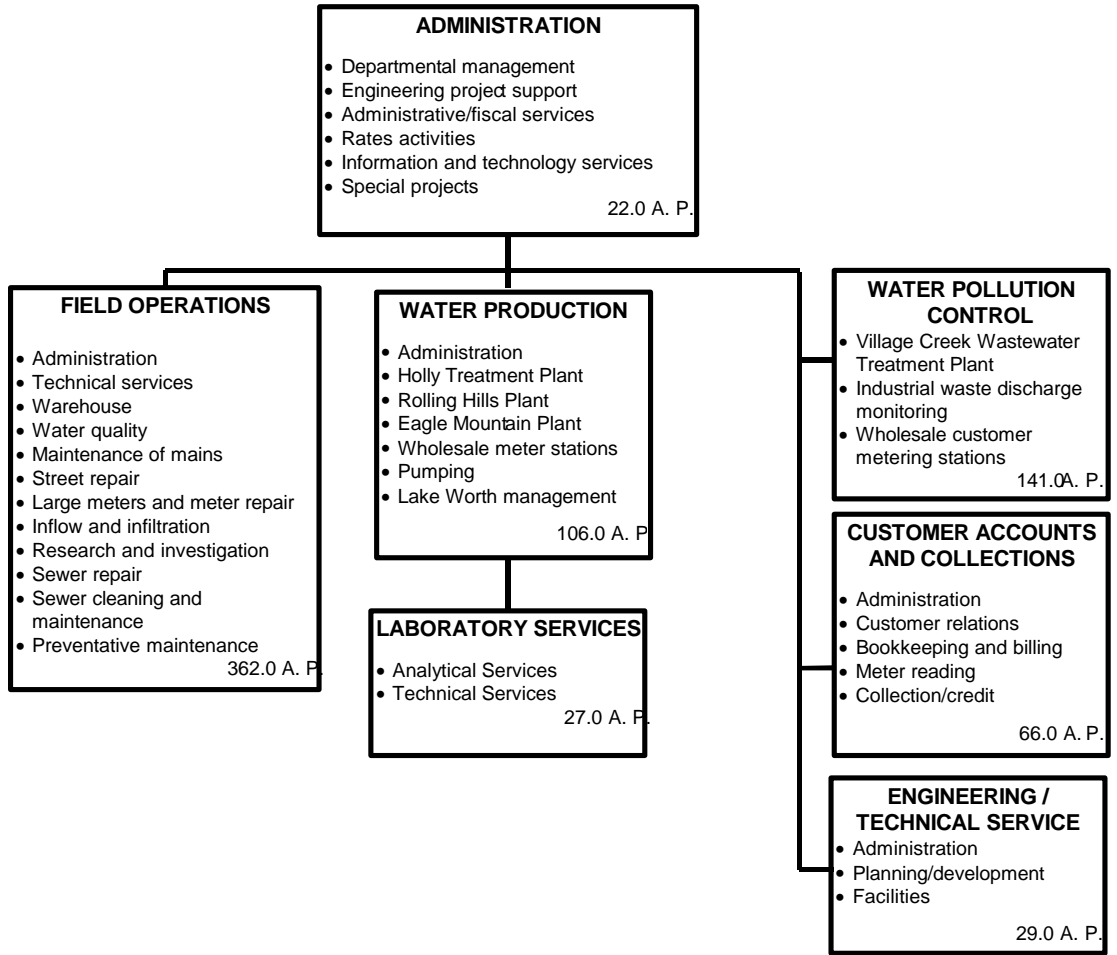 ADMINISTRATION
• Departmental management
• Engineering project support
• Administrative/fiscal services
• Rates activities
• Information and technology services
• Special projects
22.0 A. P.
FIELD OPERATIONS
• Administration
• Technical services
• Warehouse
• Water quality
• Maintenance of mains
• Street repair
• Large meters and meter repair
• Inflow and infiltration
• Research and investigation
• Sewer repair
• Sewer cleaning and
maintenance
• Preventative maintenance
362.0 A. P.
WATER PRODUCTION
• Administration
• Holly Treatment Plant
• Rolling Hills Plant
• Eagle Mountain Plant
• Wholesale meter stations
• Pumping
• Lake Worth management
106.0 A. P
LABORATORY SERVICES
• Analytical Services
• Technical Services
27.0 A. P.
WATER POLLUTION
CONTROL
• Village Creek Wastewater
Treatment Plant
• Industrial waste discharge
monitoring
• Wholesale customer
metering stations
141.0A. P.
CUSTOMER ACCOUNTS
AND COLLECTIONS
• Administration
• Customer relations
• Bookkeeping and billing
• Meter reading
• Collection/credit
66.0 A. P.
ENGINEERING /
TECHNICAL SERVICE
• Administration
• Planning/development
• Facilities
29.0 A. P.